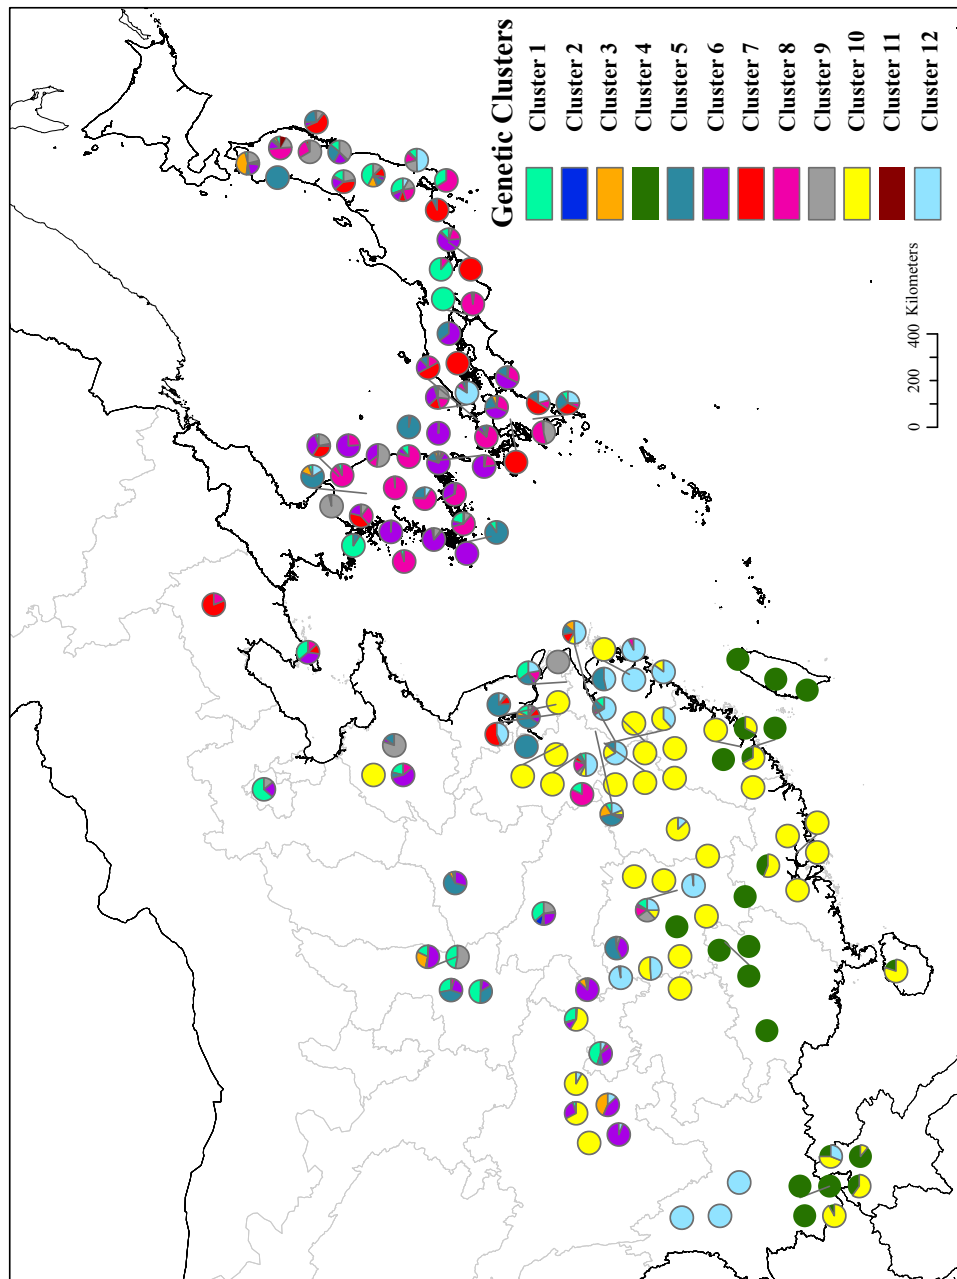 Genetic Clusters
Cluster 1
Cluster 2
Cluster 3
Cluster 4
Cluster 5
Cluster 6
Cluster 7
Cluster 8
Cluster 9
Cluster 10
Cluster 11
Cluster 12
0 200 400 Kilometers